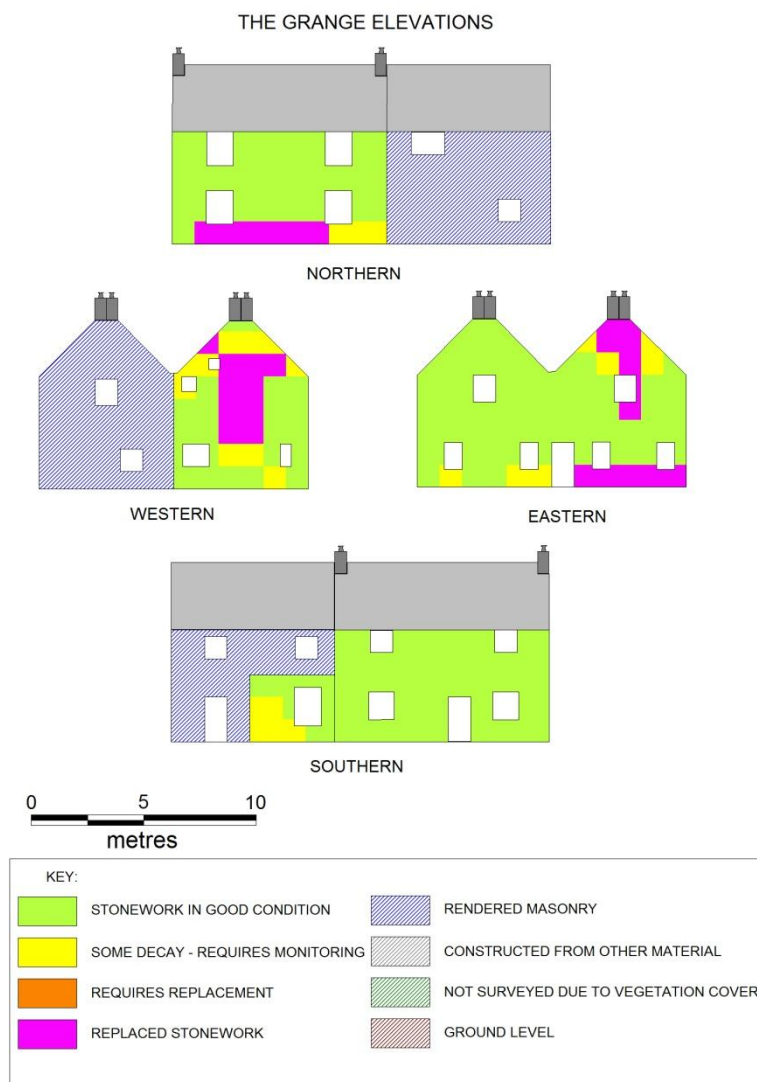 THE GRANGE ELEVATIONS
NORTHERN
WESTERN
EASTERN
SOUTHERN
0 5 10
metres
KEY:
STONEWORK IN GOOD CONDITION
SOME DECAY - REQUIRES MONITORING
REQUIRES REPLACEMENT
REPLACED STONEWORK
RENDERED MASONRY
CONSTRUCTED FROM OTHER MATERIAL
NOT SURVEYED DUE TO VEGETATION COVER
GROUND LEVEL